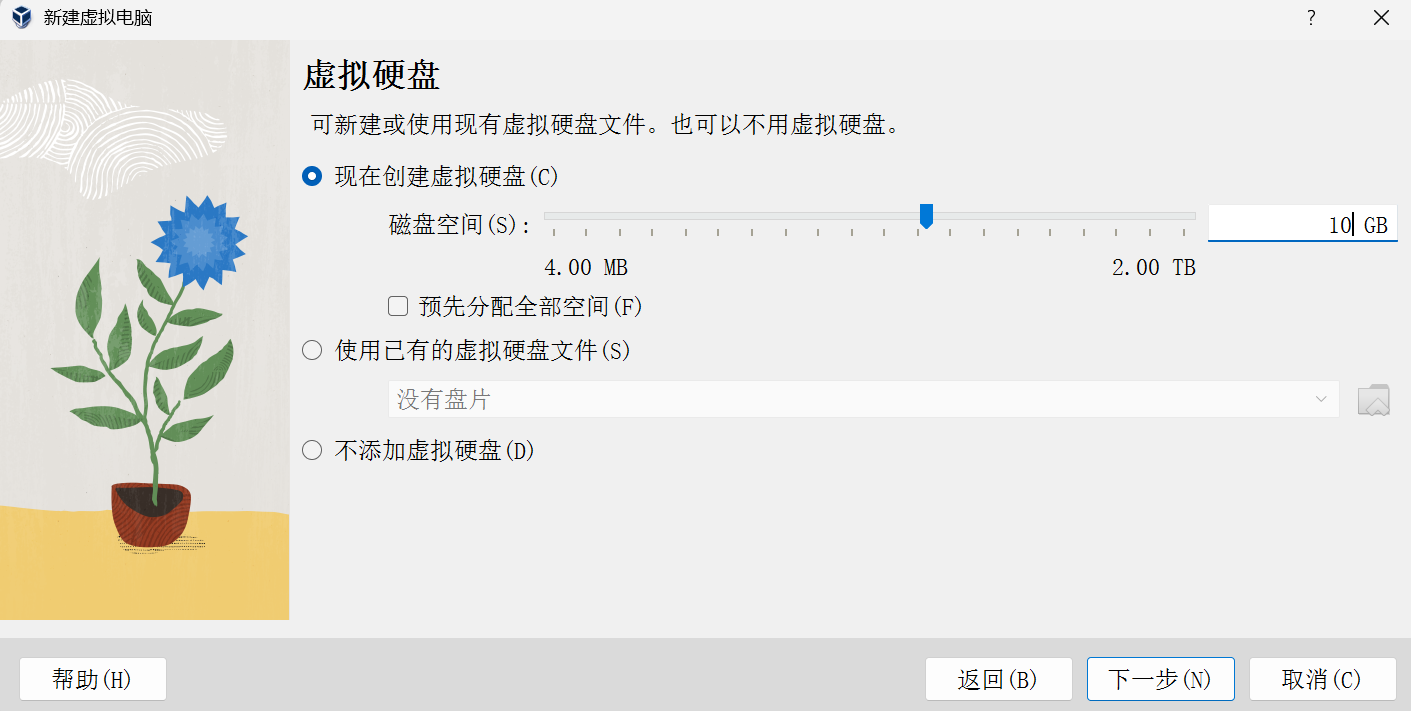 新建虚拟电脑
?
虚拟硬盘
可新建或使用现有虚拟硬盘文件。也可以不用虚拟硬盘。
现在创建虚拟硬盘(C)
磁盘空间(S): 10 GB
4.00 MB 2.00 TB
预先分配全部空间(F)
使用已有的虚拟硬盘文件(S)
没有盘片
不添加虚拟硬盘(D)
帮助(H) 返回(B) 下一步(N) 取消(C)